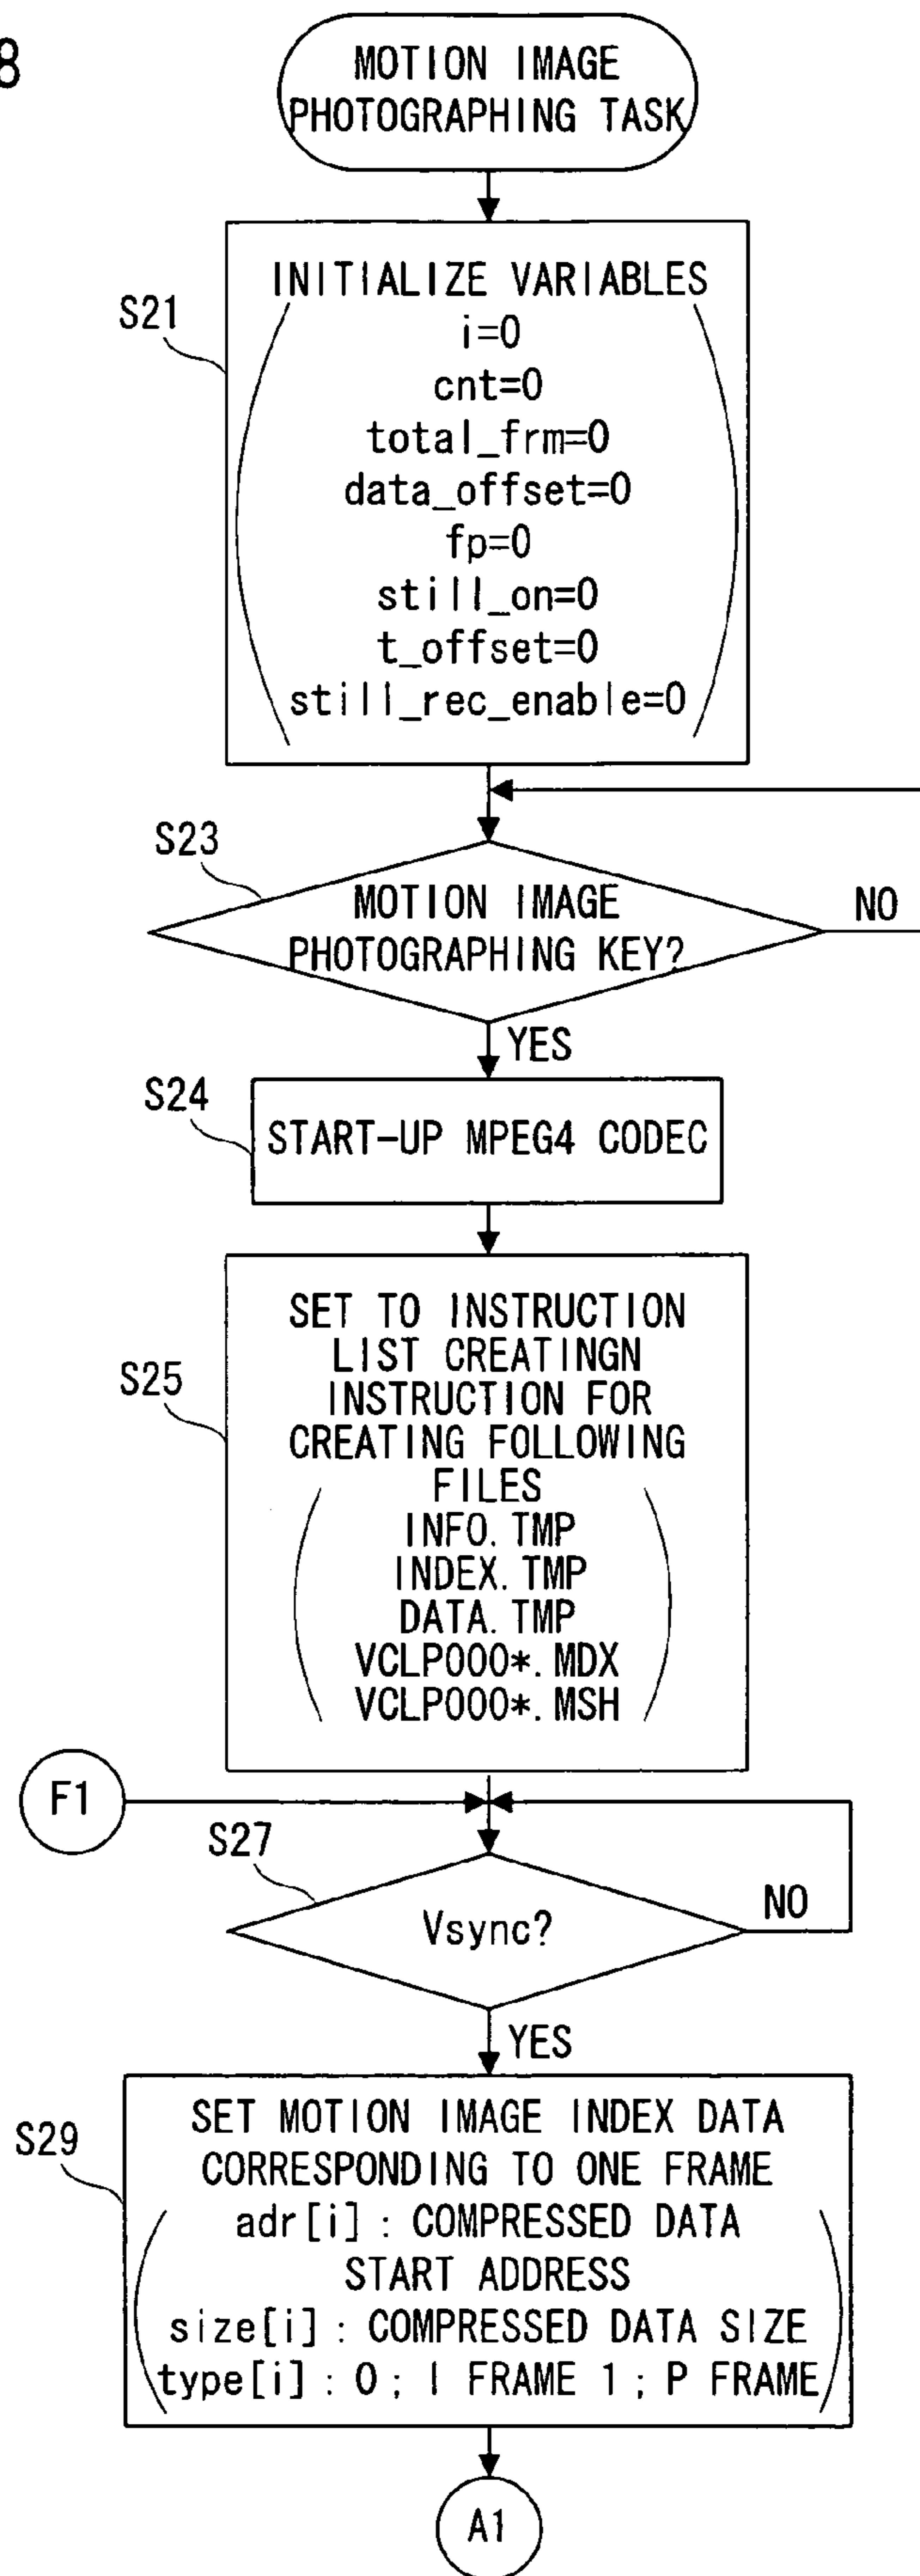 8
MOTION IMAGE
PHOTOGRAPHING TASK
S21
INITIALIZE VARIABLES
i=0
cnt=0
total_frm=0
data_offset=0
fp=0
still_on=0
t_offset=0
still_rec_enable=0
S23
MOTION IMAGE
PHOTOGRAPHING KEY?
NO
YES
S24
START-UP MPEG4 CODEC
S25
SET TO INSTRUCTION
LIST CREATINGN
INSTRUCTION FOR
CREATING FOLLOWING
FILES
INFO.TMP
INDEX.TMP
DATA.TMP
VCLP000*.MDX
VCLP000*.MSH
F1
S27
Vsync?
NO
YES
S29
SET MOTION IMAGE INDEX DATA
CORRESPONDING TO ONE FRAME
adr[i]:COMPRESSED DATA
START ADDRESS
size[i]:COMPRESSED DATA SIZE
type[i]:0;I FRAME 1;P FRAME
A1